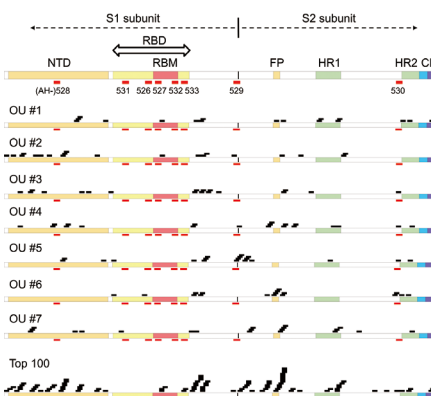 S1 subunit S2 subunit
RBD
NTD RBM FP HR1 HR2
(AH-)528 531 526 527 532 533 529 530
OU #1
OU #2
OU #3
OU #4
OU #5
OU #6
OU #7
Top 100